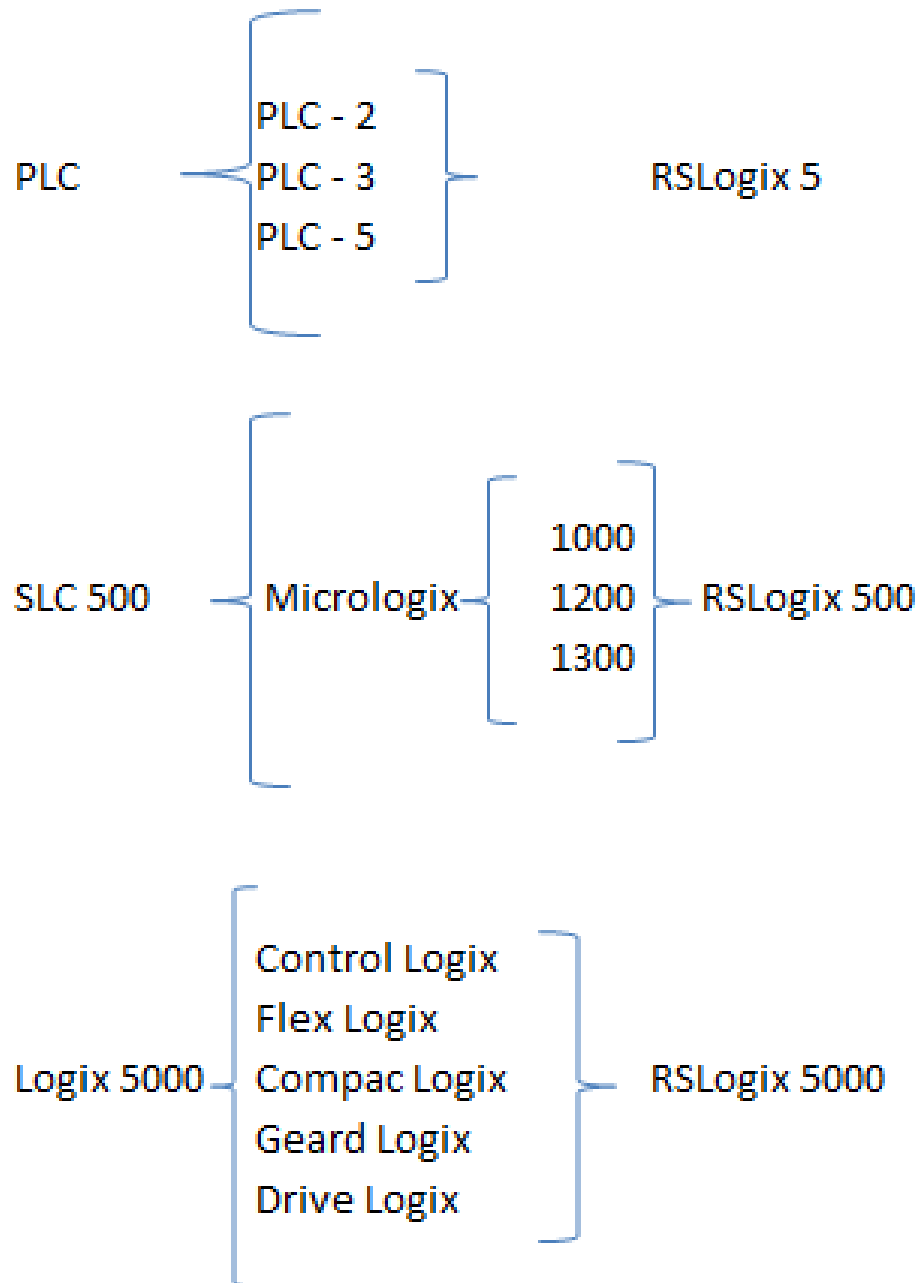 PLC - 2
PLC PLC - 3 RSLogix 5
PLC - 5
1000
SLC 500 Micrologix 1200 RSLogix 500
1300
Control Logix
Flex Logix
Logix 5000 Compac Logix RSLogix 5000
Geard Logix
Drive Logix